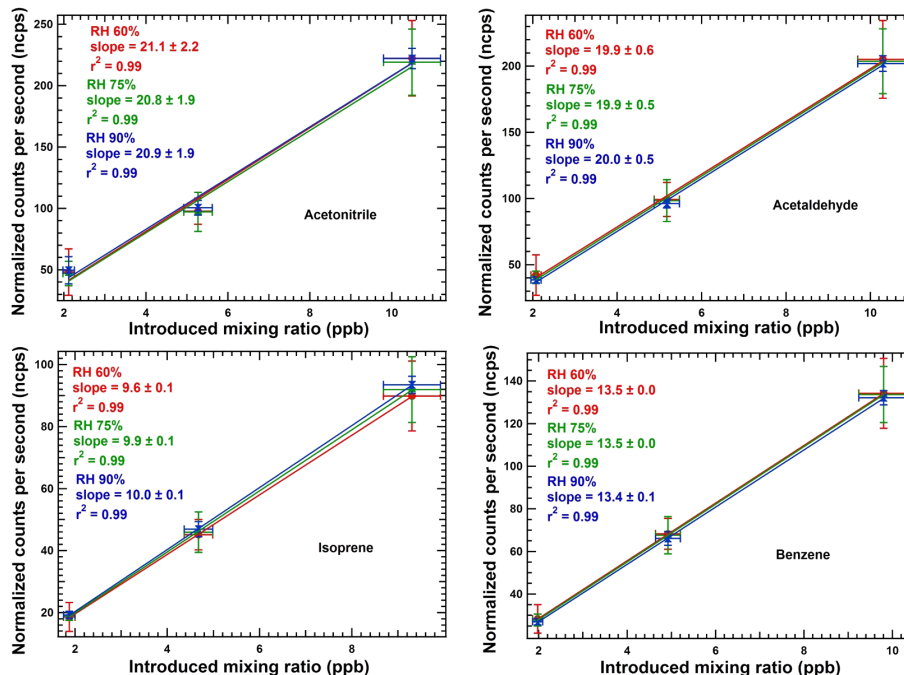 Normalized counts per second (ncps)
250
200
150
100
50
RH 60%
slope = 21.1 ± 2.2
r² = 0.99
RH 75%
slope = 20.8 ± 1.9
r² = 0.99
RH 90%
slope = 20.9 ± 1.9
r² = 0.99
Acetonitrile
2 4 6 8 10
Introduced mixing ratio (ppb)
Normalized counts per second (ncps)
200
150
100
50
RH 60%
slope = 19.9 ± 0.6
r² = 0.99
RH 75%
slope = 19.9 ± 0.5
r² = 0.99
RH 90%
slope = 20.0 ± 0.5
r² = 0.99
Acetaldehyde
2 4 6 8 10
Introduced mixing ratio (ppb)
Normalized counts per second (ncps)
100
80
60
40
20
RH 60%
slope = 9.6 ± 0.1
r² = 0.99
RH 75%
slope = 9.9 ± 0.1
r² = 0.99
RH 90%
slope = 10.0 ± 0.1
r² = 0.99
Isoprene
2 4 6 8
Introduced mixing ratio (ppb)
Normalized counts per second (ncps)
140
120
100
80
60
40
20
RH 60%
slope = 13.5 ± 0.0
r² = 0.99
RH 75%
slope = 13.5 ± 0.0
r² = 0.99
RH 90%
slope = 13.4 ± 0.1
r² = 0.99
Benzene
2 4 6 8 10
Introduced mixing ratio (ppb)